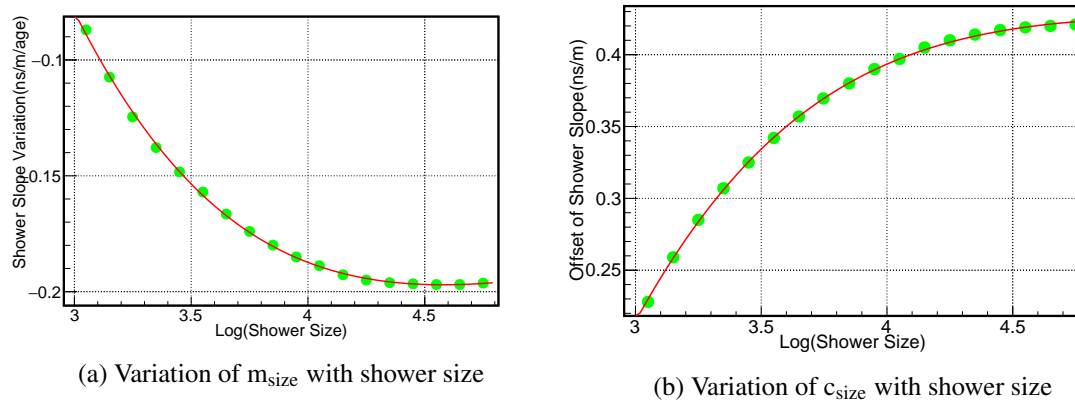 Shower Slope Variation(ns/m/age)
−0.1
−0.15
−0.2
3
3.5
4
4.5
Log(Shower Size)
(a) Variation of m_size with shower size
Offset of Shower Slope(ns/m)
0.4
0.35
0.3
0.25
3
3.5
4
4.5
Log(Shower Size)
(b) Variation of c_size with shower size